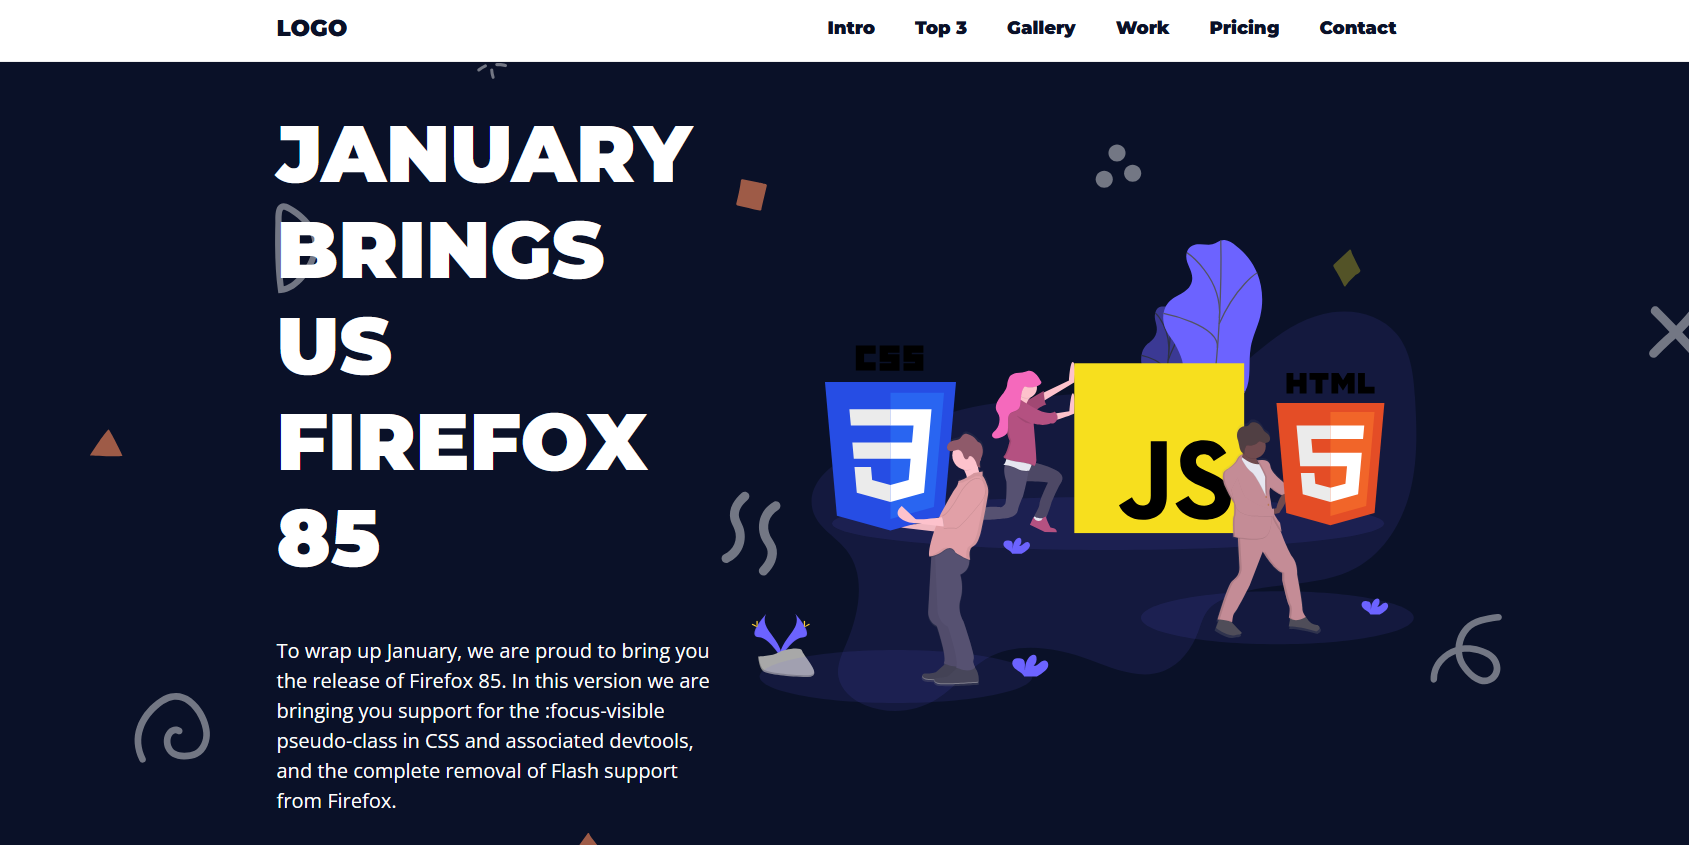 LOGO
Intro Top 3 Gallery Work Pricing Contact
JANUARY
BRINGS
US
FIREFOX
85
To wrap up January, we are proud to bring you
the release of Firefox 85. In this version we are
bringing you support for the :focus-visible
pseudo-class in CSS and associated devtools,
and the complete removal of Flash support
from Firefox.
CSS
3
JS
HTML
5